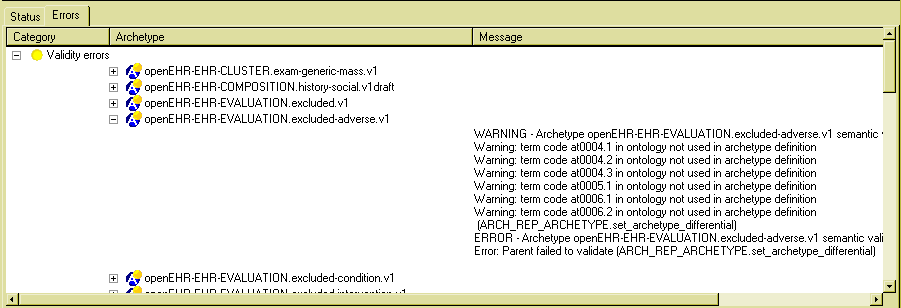 Status Errors
Category Archetype Message
Validity errors
openEHR-EHR-CLUSTER.exam-generic-mass.v1
openEHR-EHR-COMPOSITION.history-social.v1draft
openEHR-EHR-EVALUATION.excluded.v1
openEHR-EHR-EVALUATION.excluded-adverse.v1
WARNING - Archetype openEHR-EHR-EVALUATION.excluded-adverse.v1 semantic v
Warning: term code at0004.1 in ontology not used in archetype definition
Warning: term code at0004.2 in ontology not used in archetype definition
Warning: term code at0004.3 in ontology not used in archetype definition
Warning: term code at0005.1 in ontology not used in archetype definition
Warning: term code at0006.1 in ontology not used in archetype definition
Warning: term code at0006.2 in ontology not used in archetype definition
(ARCH_REP_ARCHETYPE.set_archetype_differential)
ERROR - Archetype openEHR-EHR-EVALUATION.excluded-adverse.v1 semantic vali
Error: Parent failed to validate (ARCH_REP_ARCHETYPE.set_archetype_differential)
openEHR-EHR-EVALUATION.excluded-condition.v1
openEHR-EHR-EVALUATION.excluded-intervention.v1